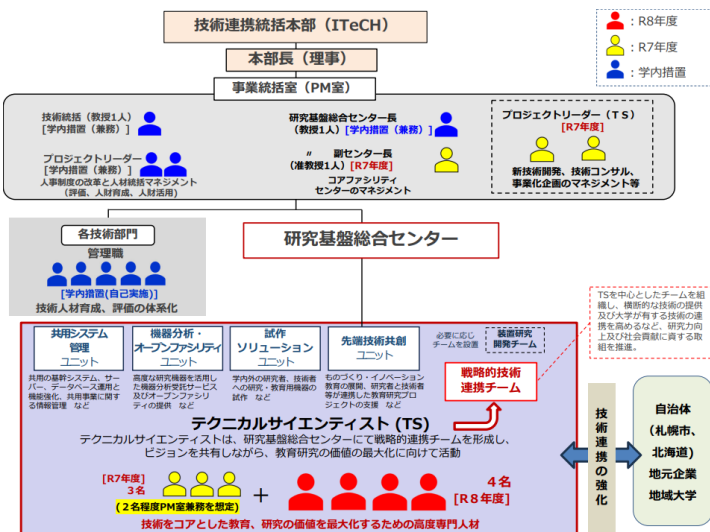 技術連携統括本部（ITeCH）
本部長（理事）
事業統括室（PM室）
：R8年度
：R7年度
：学内措置
技術統括（教授1人）
[学内措置（兼務）]
プロジェクトリーダー
[学内措置（兼務）]
人事制度の改革と人材統括マネジメント
（評価、人財育成、人財活用）
研究基盤総合センター長
（教授1人）[学内措置（兼務）]
〃　副センター長
（准教授1人）[R7年度]
コアファシリティ
センターのマネジメント
プロジェクトリーダー（TS）
[R7年度]
新技術開発、技術コンサル、
事業化企画のマネジメント等
各技術部門
管理職
[学内措置(自己実施)]
技術人材育成、評価の体系化
研究基盤総合センター
TSを中心としたチームを組
織し、横断的な技術の提供
及び大学が有する技術の連
携を高めるなど、研究力向
上及び社会貢献に資する取
組を推進。
共用システム
管理
ユニット
共用の基幹システム、サー
バー、データベース運用と
機能強化、共用事業に関す
る情報管理　など
機器分析・
オープンファシリティ
ユニット
高度な研究機器を活用した
機器分析受託サービス
及びオープンファシリ
ティの提供　など
試作
ソリューション
ユニット
学内外の研究者、技術者
への研究・教育用機器の
試作　など
先端技術共創
ユニット
ものづくり・イノベーション
教育の展開、研究者と技術者
等が連携した教育研究プロ
ジェクトの支援　など
必要に応じ
チームを設置
装置研究
開発チーム
戦略的技術
連携チーム
テクニカルサイエンティスト (TS)
テクニカルサイエンティストは、研究基盤総合センターにて戦略的連携チームを形成し、
ビジョンを共有しながら、教育研究の価値の最大化に向けて活動
[R7年度]
3名
(２名程度PM室兼務を想定)
+
４名
[R８年度]
技術をコアとした教育、研究の価値を最大化するための高度専門人材
技術連携の強化
自治体
（札幌市、
北海道）
地元企業
地域大学